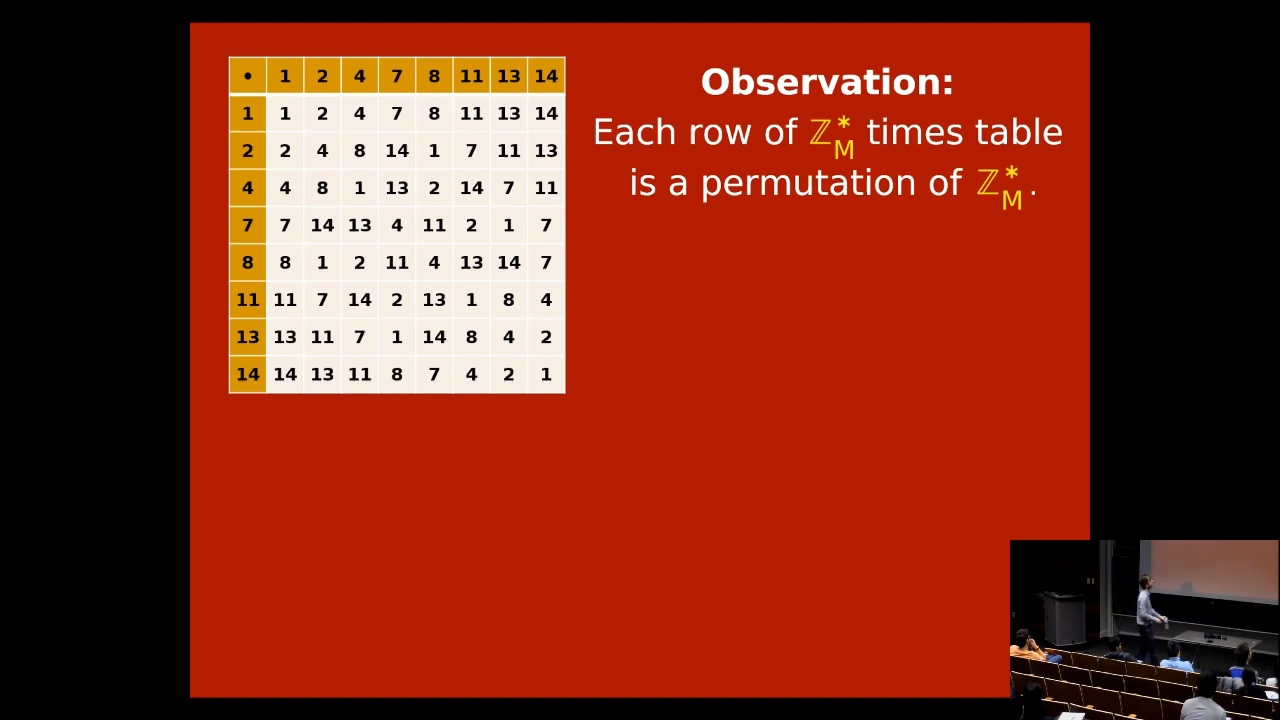 • 1 2 4 7 8 11 13 14
1 1 2 4 7 8 11 13 14
2 2 4 8 14 1 7 11 13
4 4 8 1 13 2 14 7 11
7 7 14 13 4 11 2 1 7
8 8 1 2 11 4 13 14 7
11 11 7 14 2 13 1 8 4
13 13 11 7 1 14 8 4 2
14 14 13 11 8 7 4 2 1
Observation:
Each row of ℤ*M times table
is a permutation of ℤ*M.